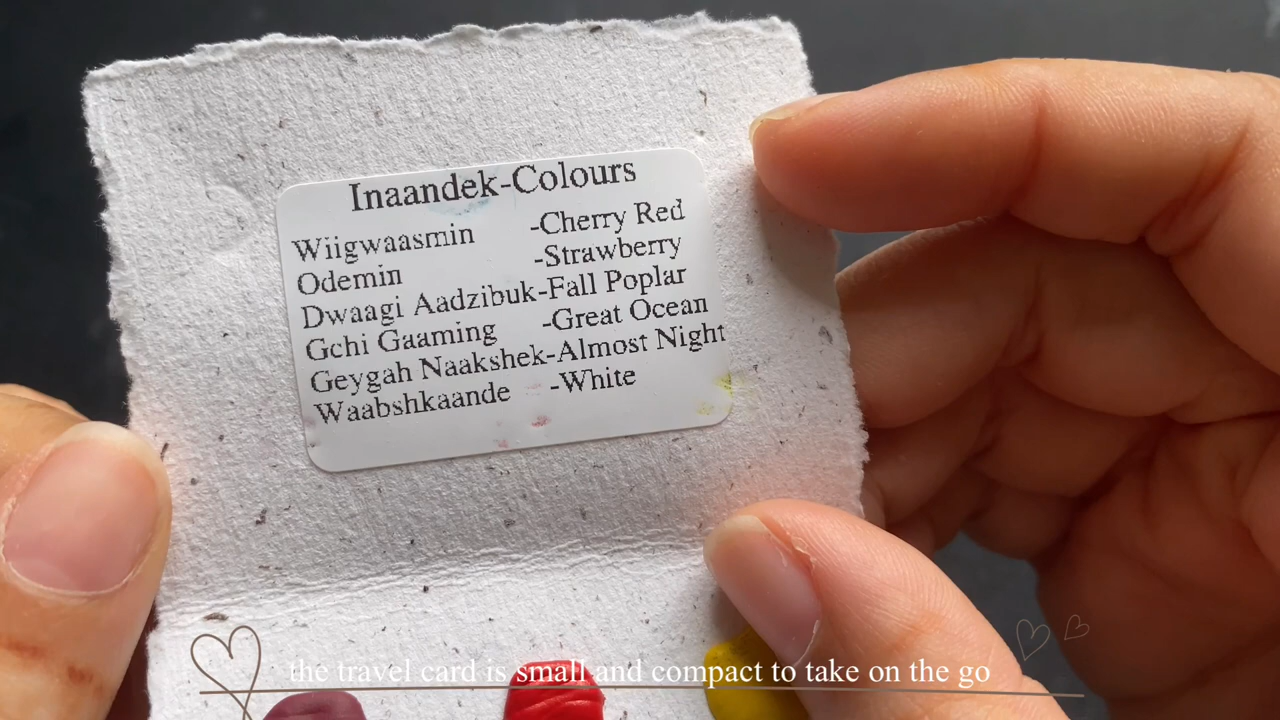 Inaandek-Colours
Wiigwaasmin -Cherry Red
Odemin -Strawberry
Dwaagi Aadzibuk-Fall Poplar
Gchi Gaaming -Great Ocean
Geygah Naakshek-Almost Night
Waabshkaande -White
the travel card is small and compact to take on the go